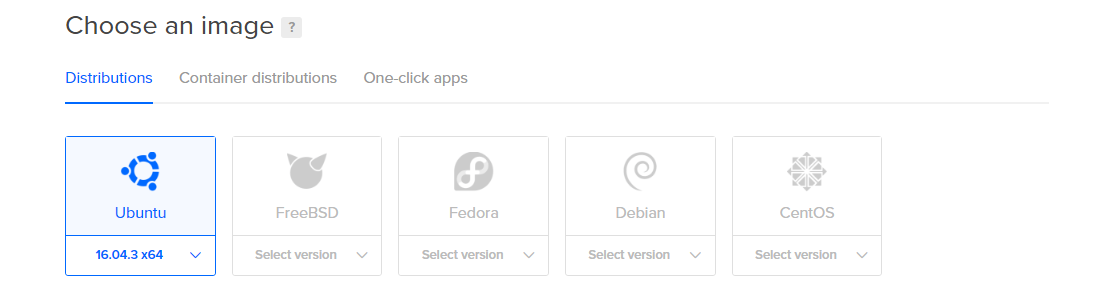 Choose an image ?
Distributions Container distributions One-click apps
Ubuntu FreeBSD Fedora Debian CentOS
16.04.3 x64 Select version Select version Select version Select version